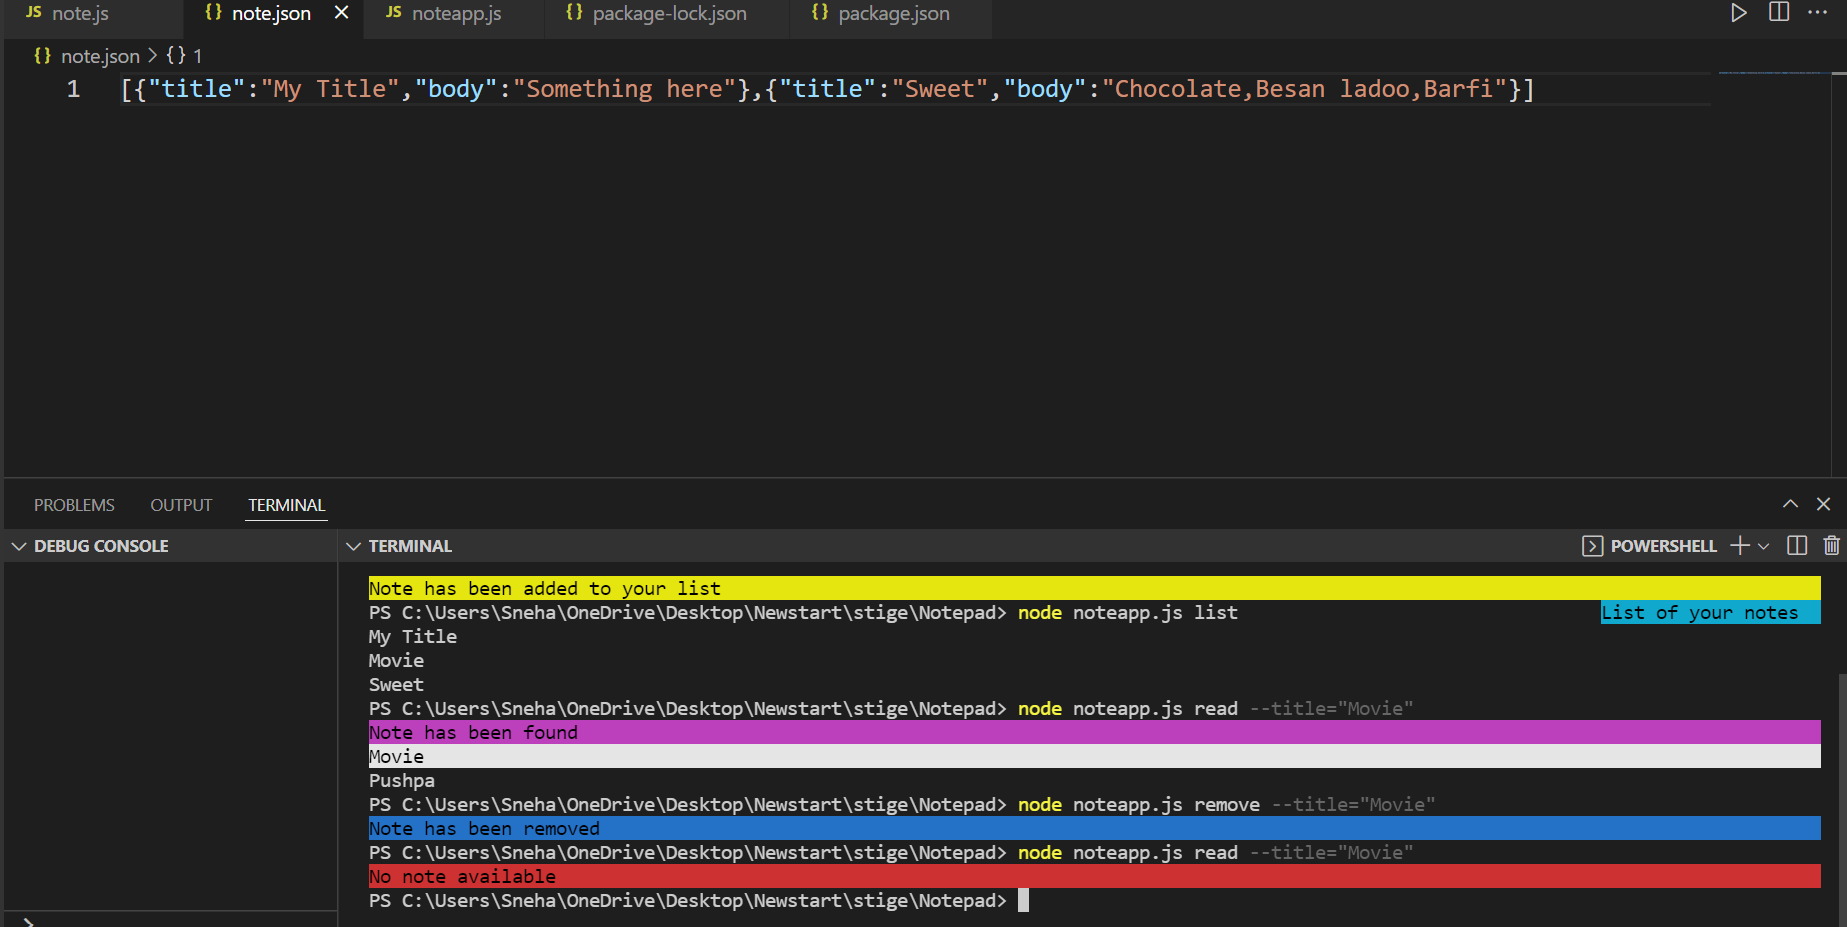 JS note.js {} note.json JS noteapp.js {} package-lock.json {} package.json
{} note.json > {} 1
1 [{"title":"My Title","body":"Something here"},{"title":"Sweet","body":"Chocolate,Besan ladoo,Barfi"}]
PROBLEMS OUTPUT TERMINAL
DEBUG CONSOLE
TERMINAL POWERSHELL
Note has been added to your list
PS C:\Users\Sneha\OneDrive\Desktop\Newstart\stige\Notepad> node noteapp.js list List of your notes
My Title
Movie
Sweet
PS C:\Users\Sneha\OneDrive\Desktop\Newstart\stige\Notepad> node noteapp.js read --title="Movie"
Note has been found
Movie
Pushpa
PS C:\Users\Sneha\OneDrive\Desktop\Newstart\stige\Notepad> node noteapp.js remove --title="Movie"
Note has been removed
PS C:\Users\Sneha\OneDrive\Desktop\Newstart\stige\Notepad> node noteapp.js read --title="Movie"
No note available
PS C:\Users\Sneha\OneDrive\Desktop\Newstart\stige\Notepad>